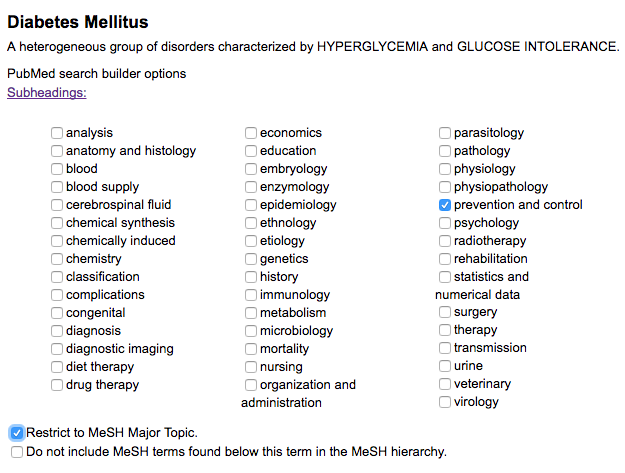 Diabetes Mellitus
A heterogeneous group of disorders characterized by HYPERGLYCEMIA and GLUCOSE INTOLERANCE.
PubMed search builder options
Subheadings:
analysis
anatomy and histology
blood
blood supply
cerebrospinal fluid
chemical synthesis
chemically induced
chemistry
classification
complications
congenital
diagnosis
diagnostic imaging
diet therapy
drug therapy
economics
education
embryology
enzymology
epidemiology
ethnology
etiology
genetics
history
immunology
metabolism
microbiology
mortality
nursing
organization and
administration
parasitology
pathology
physiology
physiopathology
prevention and control
psychology
radiotherapy
rehabilitation
statistics and
numerical data
surgery
therapy
transmission
urine
veterinary
virology
Restrict to MeSH Major Topic.
Do not include MeSH terms found below this term in the MeSH hierarchy.